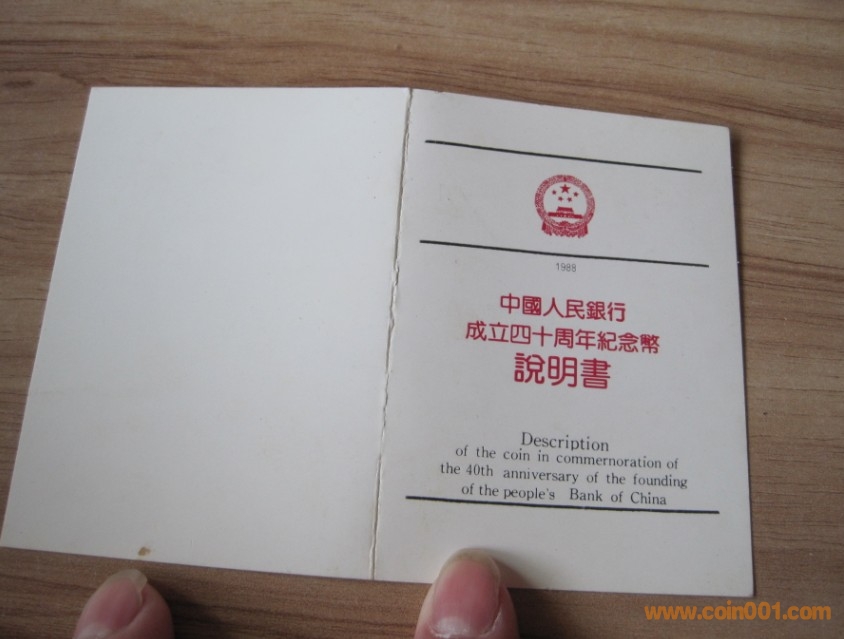 1988
中國人民銀行
成立四十周年紀念幣
說明書
Description
of the coin in commernoration of
the 40th anniversary of the founding
of the people's Bank of China
www.coin001.com